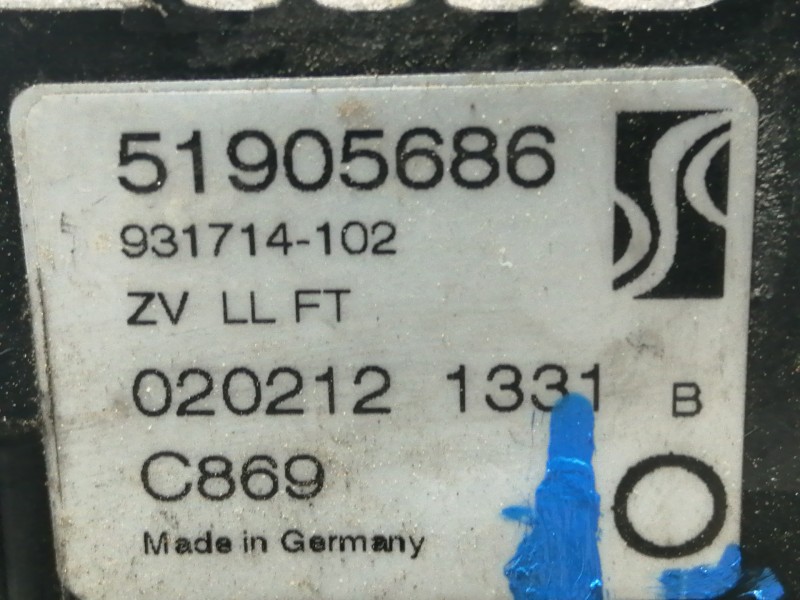 51905686
931714-102
ZV LL FT
020212 1331 B
C869
Made in Germany